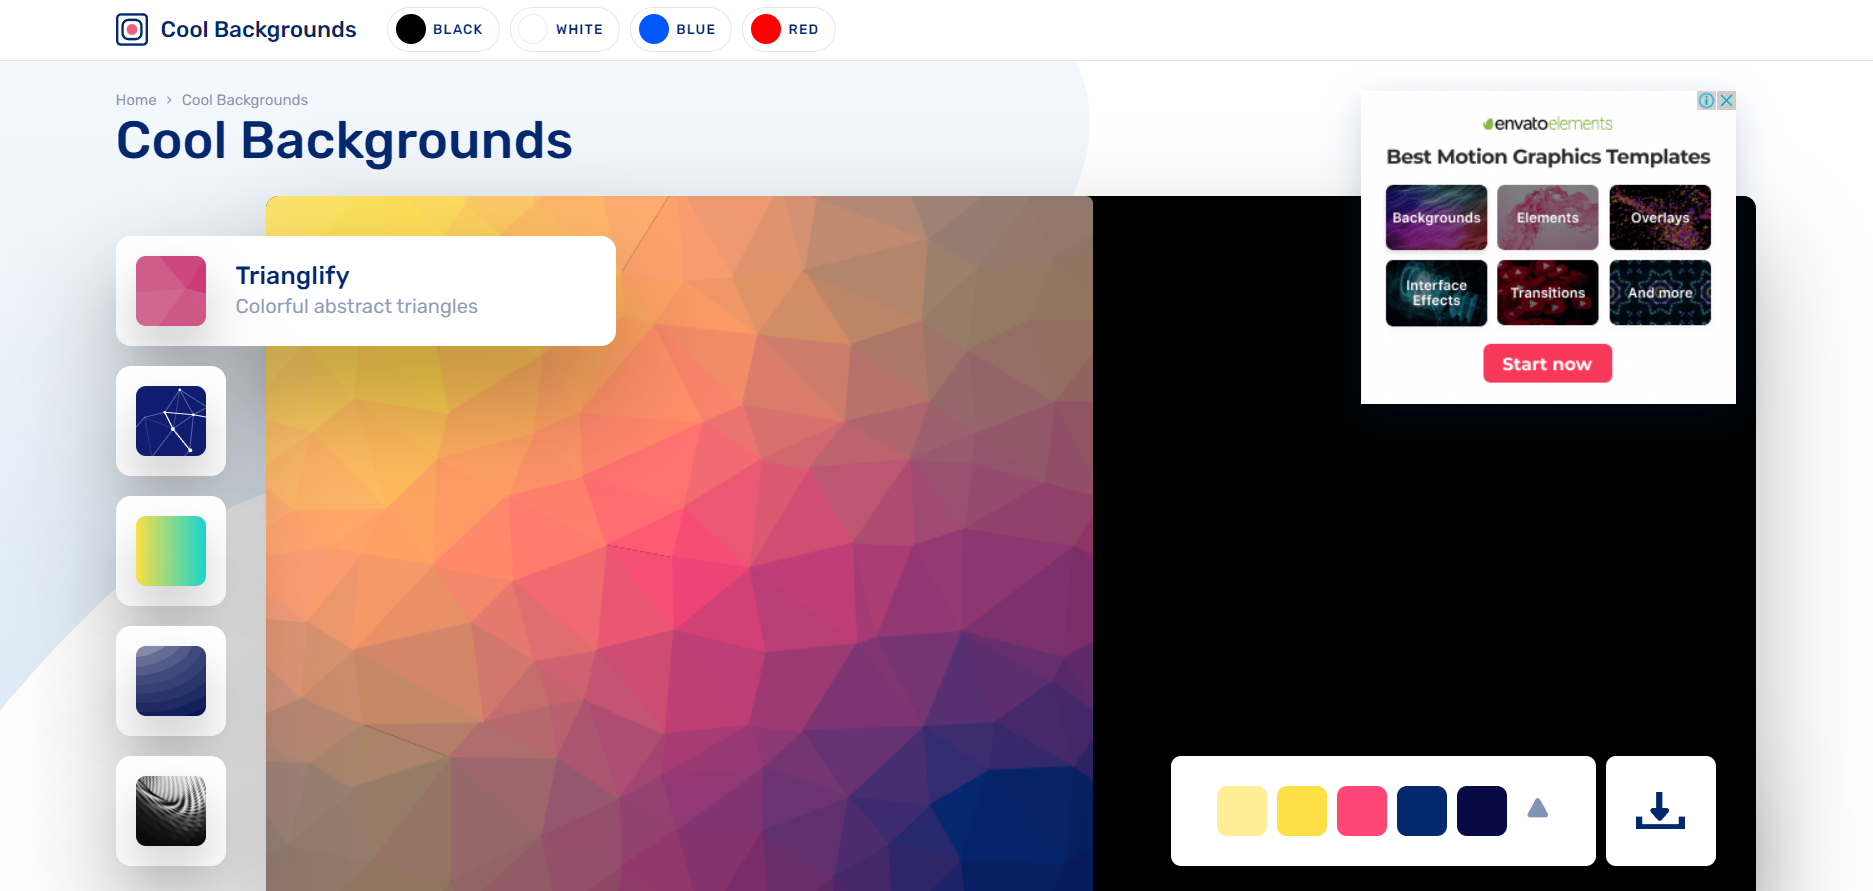 Cool Backgrounds
BLACK
WHITE
BLUE
RED
Home › Cool Backgrounds
Cool Backgrounds
Trianglify
Colorful abstract triangles
envatoelements
Best Motion Graphics Templates
Backgrounds
Elements
Overlays
Interface
Effects
Transitions
And more
Start now